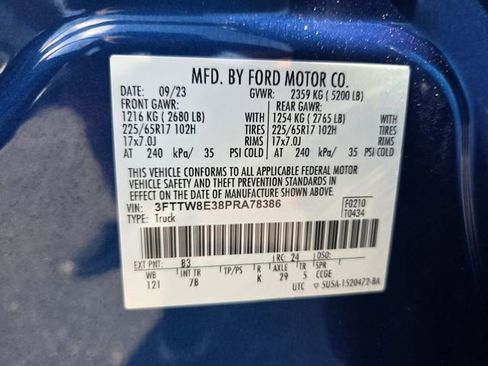 MFD. BY FORD MOTOR CO.
DATE: 09/23 GVWR: 2359 KG ( 5200 LB)
FRONT GAWR: REAR GAWR:
1216 KG ( 2680 LB) WITH 1254 KG ( 2765 LB) WITH
225/65R17 102H TIRES 225/65R17 102H TIRES
17x7.0J RIMS 17x7.0J RIMS
AT 240 kPa/ 35 PSI COLD AT 240 kPa/ 35 PSI COLD
THIS VEHICLE CONFORMS TO ALL APPLICABLE FEDERAL MOTOR
VEHICLE SAFETY AND THEFT PREVENTION STANDARDS IN
EFFECT ON THE DATE OF MANUFACTURE SHOWN ABOVE.
VIN: 3FTTW8E38PRA78386 F0210
TYPE: Truck T0434
EXT PNT: B3 RC: 24 DSO:
WB INT TR TP/PS R AXLE TR SPR
121 7B K 29 5 CCGE
UTC 5U5A-1520472-BA